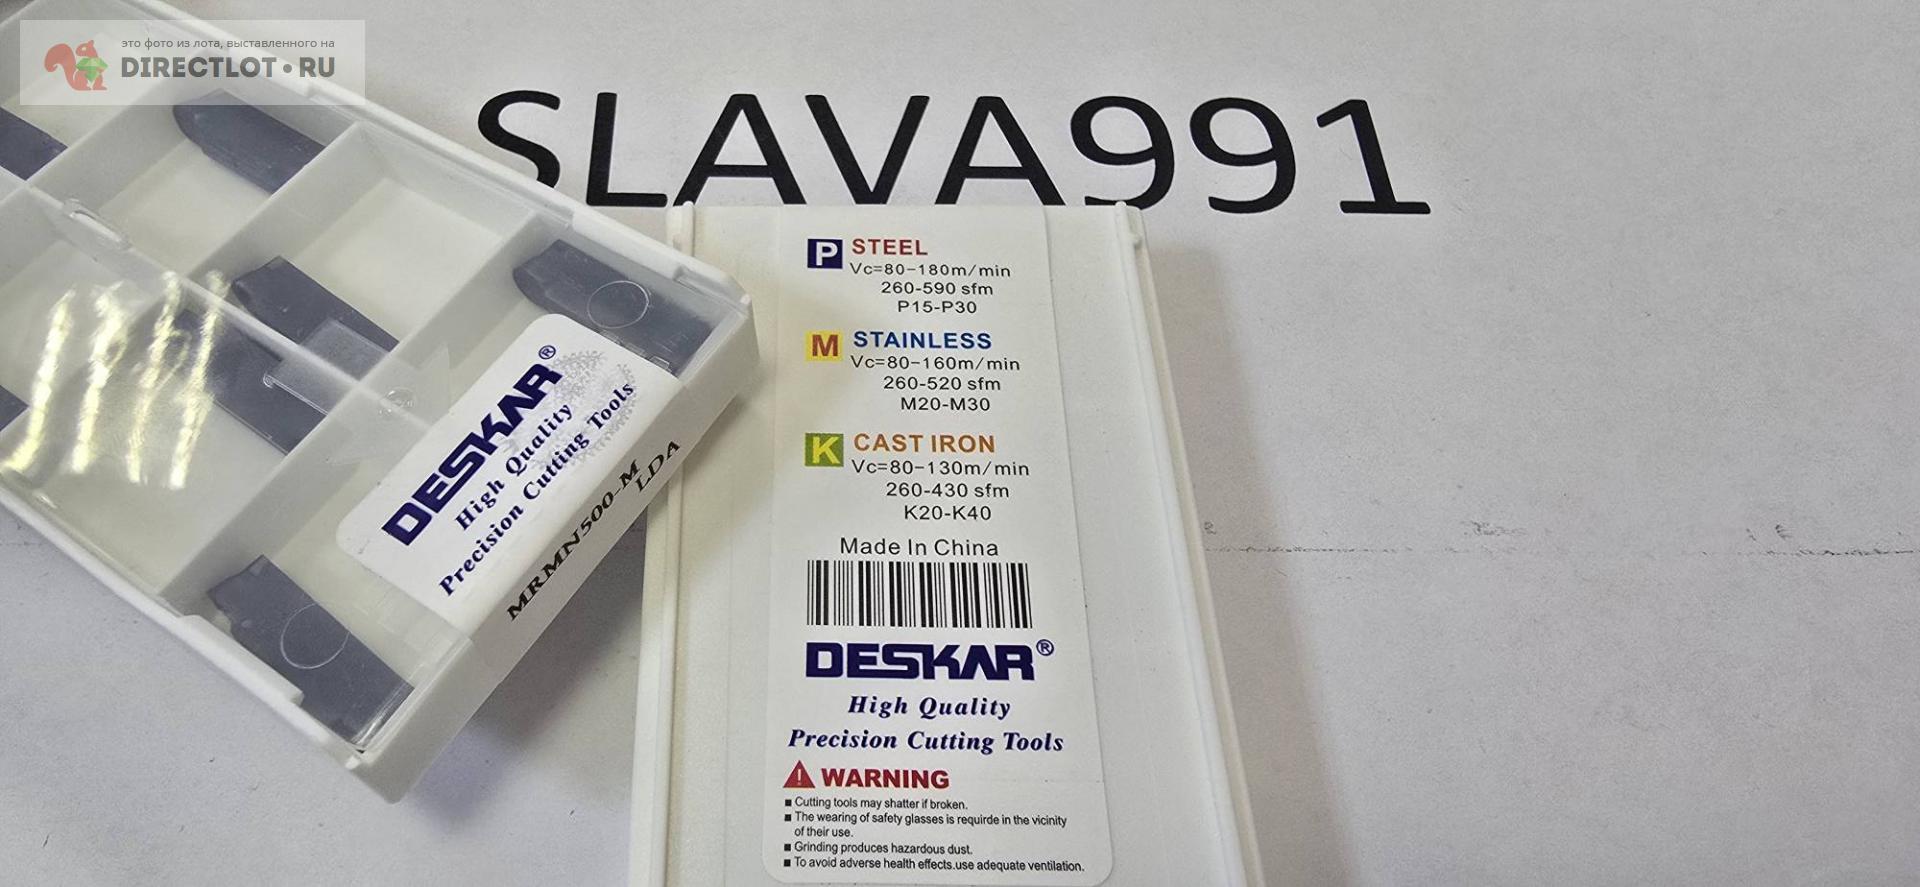 это фото из лота, выставленного на
DIRECTLOT•RU
SLAVA991
DESKAR®
High Quality
Precision Cutting Tools
MRMN500-M
LDA
P STEEL
Vc=80-180m/min
260-590 sfm
P15-P30
M STAINLESS
Vc=80-160m/min
260-520 sfm
M20-M30
K CAST IRON
Vc=80-130m/min
260-430 sfm
K20-K40
Made In China
DESKAR®
High Quality
Precision Cutting Tools
WARNING
■ Cutting tools may shatter if broken.
■ The wearing of safety glasses is requirde in the vicinity
of their use.
■ Grinding produces hazardous dust.
■ To avoid adverse health effects.use adequate ventilation.